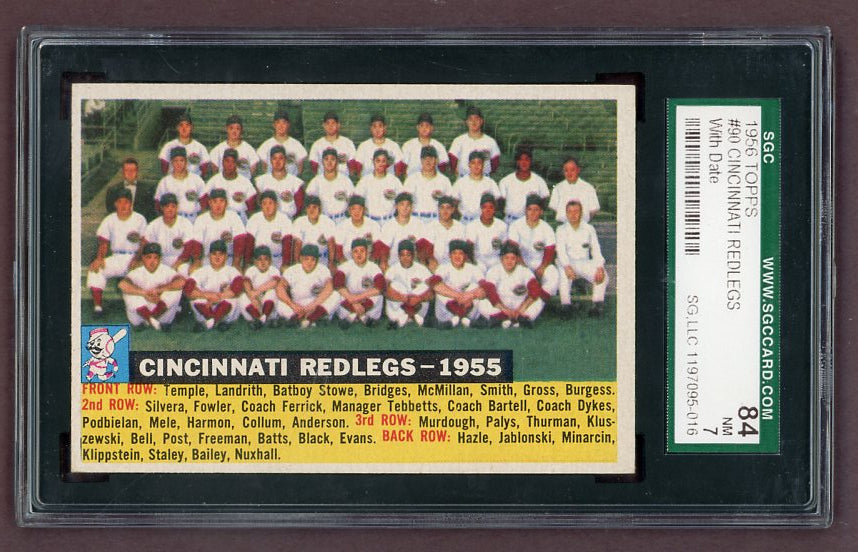 CINCINNATI REDLEGS–1955
FRONT ROW: Temple, Landrith, Batboy Stowe, Bridges, McMillan, Smith, Gross, Burgess.
2nd ROW: Silvera, Fowler, Coach Ferrick, Manager Tebbetts, Coach Bartell, Coach Dykes,
Podbielan, Mele, Harmon, Collum, Anderson. 3rd ROW: Murdough, Palys, Thurman, Klus-
zewski, Bell, Post, Freeman, Batts, Black, Evans. BACK ROW: Hazle, Jablonski, Minarcin,
Klippstein, Staley, Bailey, Nuxhall.
SGC WWW.SGCCARD.COM
1956 TOPPS
#90 CINCINNATI REDLEGS
With Date
SG,LLC 1197095-016
84
NM
7